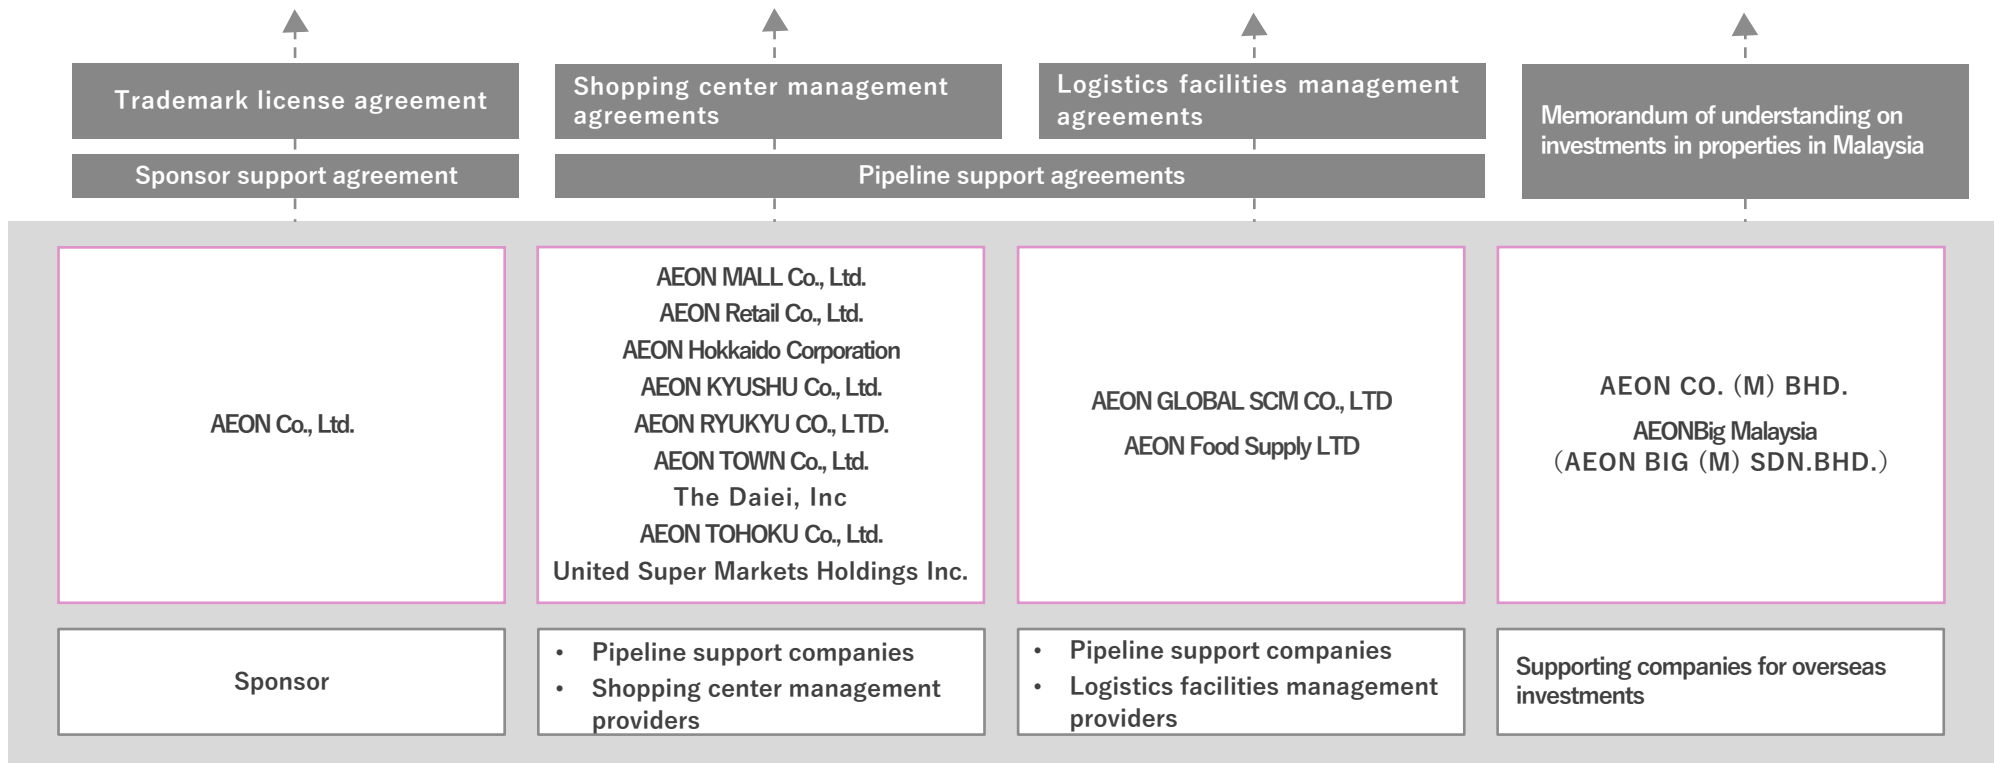 Trademark license agreement
Shopping center management
agreements
Logistics facilities management
agreements
Memorandum of understanding on
investments in properties in Malaysia
Sponsor support agreement
Pipeline support agreements
AEON Co., Ltd.
AEON MALL Co., Ltd.
AEON Retail Co., Ltd.
AEON Hokkaido Corporation
AEON KYUSHU Co., Ltd.
AEON RYUKYU CO., LTD.
AEON TOWN Co., Ltd.
The Daiei, Inc
AEON TOHOKU Co., Ltd.
United Super Markets Holdings Inc.
AEON GLOBAL SCM CO., LTD
AEON Food Supply LTD
AEON CO. (M) BHD.
AEONBig Malaysia
(AEON BIG (M) SDN.BHD.)
Sponsor
• Pipeline support companies
• Shopping center management
providers
• Pipeline support companies
• Logistics facilities management
providers
Supporting companies for overseas
investments